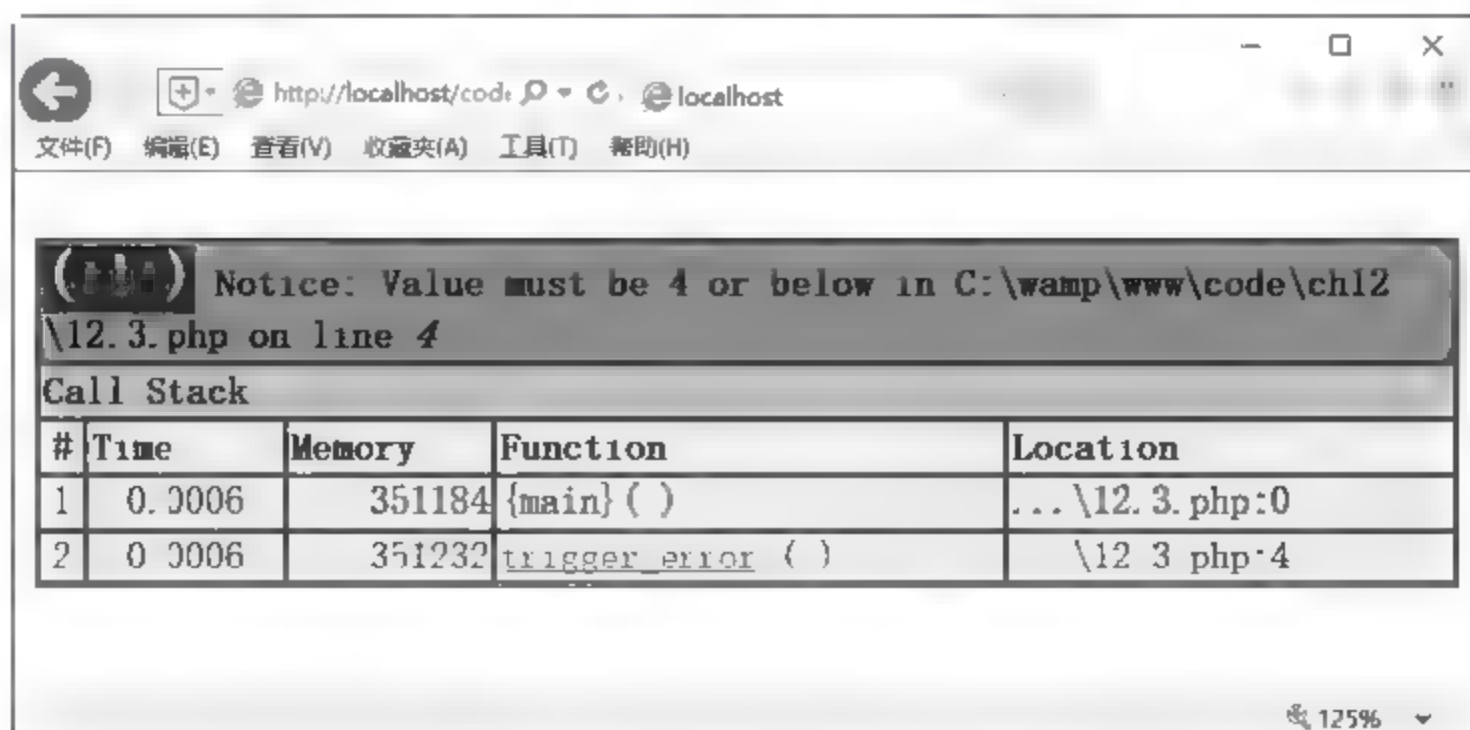 http://localhost/code localhost
文件(F) 编辑(E) 查看(V) 收藏夹(A) 工具(T) 帮助(H)
( ! ) Notice: Value must be 4 or below in C:\wamp\www\code\ch12
\12.3.php on line 4
Call Stack
# Time Memory Function Location
1 0.0006 351184 {main}( ) ...\12.3.php:0
2 0.0006 351232 trigger_error ( ) ...\12.3.php:4
125%